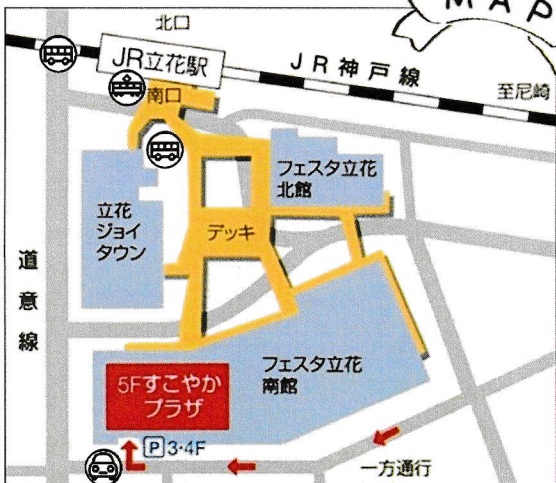 MAP
北口
JR立花駅
JR神戸線
至尼崎
南口
フェスタ立花
北館
立花
ジョイ
タウン
デッキ
道意線
フェスタ立花
南館
5Fすこやか
プラザ
P3・4F
一方通行